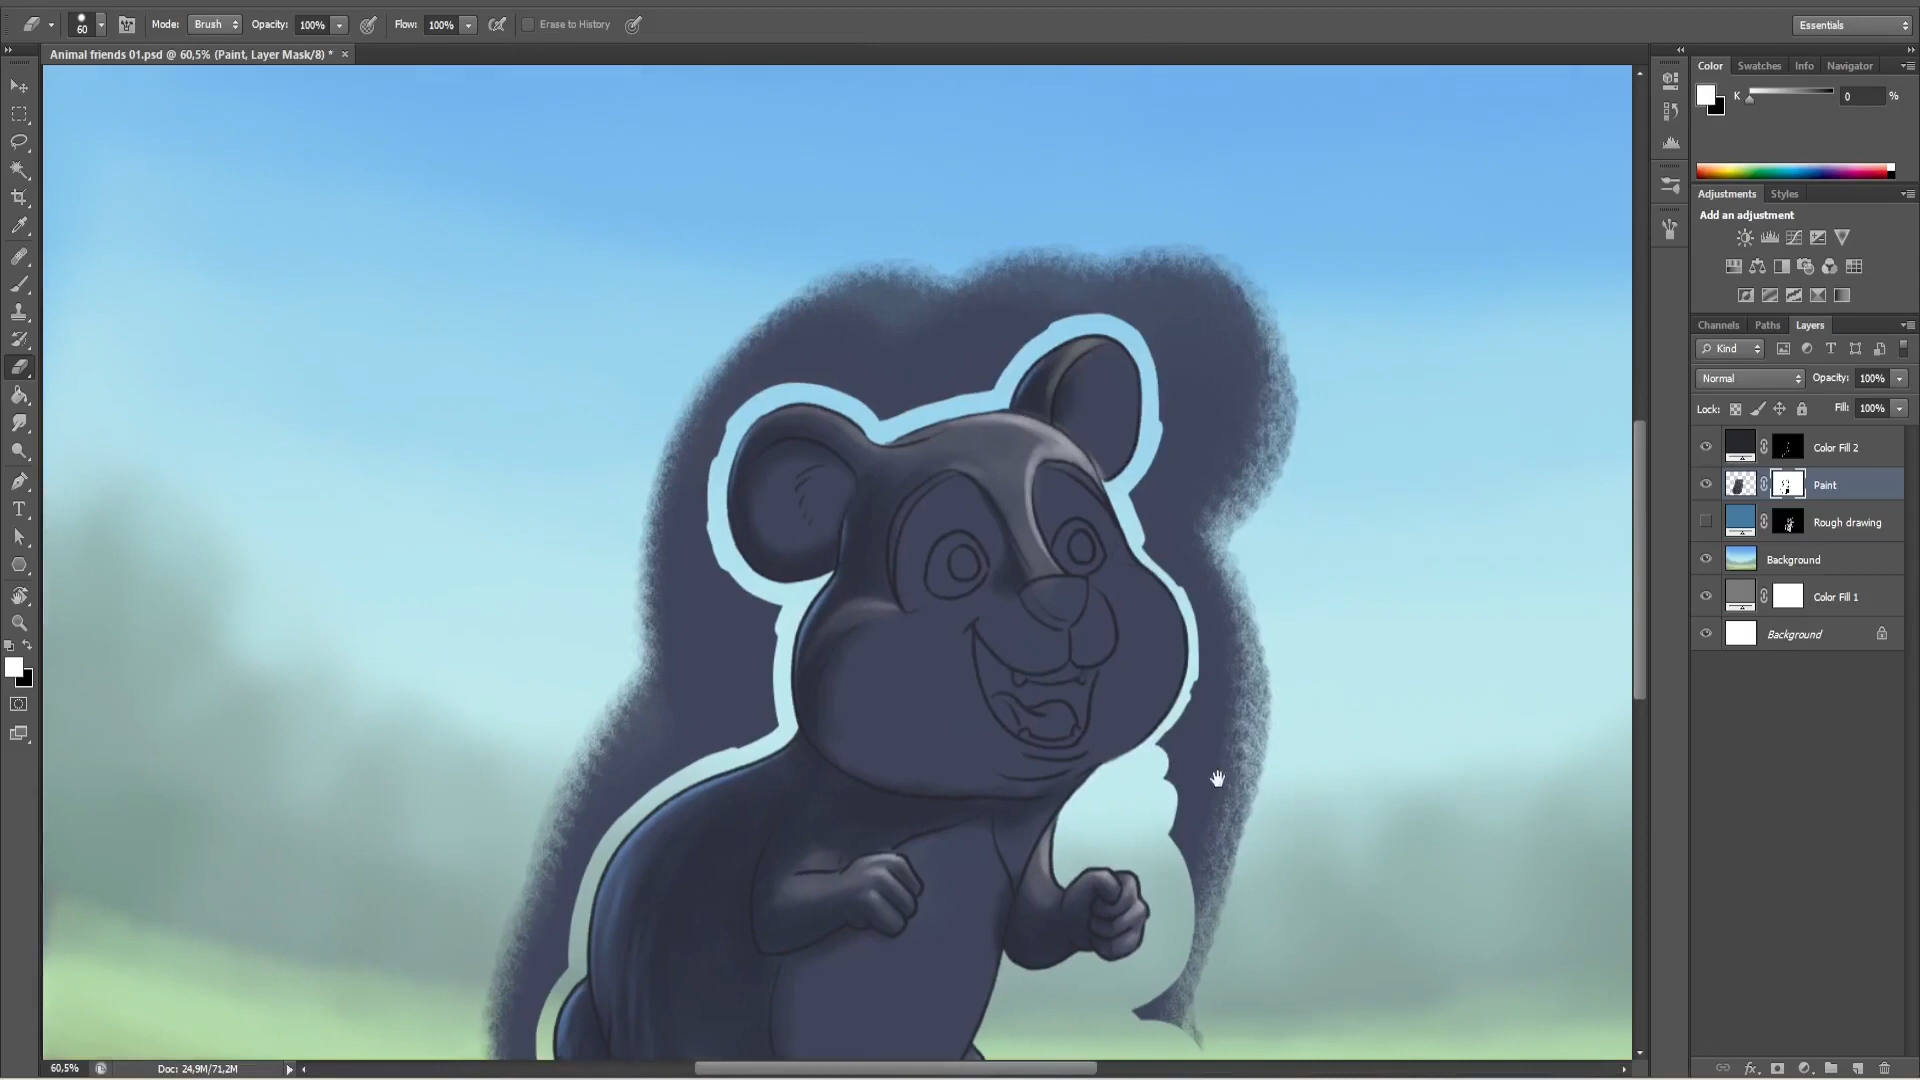 60 Mode: Brush Opacity: 100% Flow: 100% Erase to History Essentials
Animal friends 01.psd @ 60,5% (Paint, Layer Mask/8) * ×
Color Swatches Info Navigator
K 0 %
Adjustments Styles
Add an adjustment
Channels Paths Layers
Kind
Normal Opacity: 100%
Lock: Fill: 100%
Color Fill 2
Paint
Rough drawing
Background
Color Fill 1
Background
60,5% Doc: 24,9M/71,2M